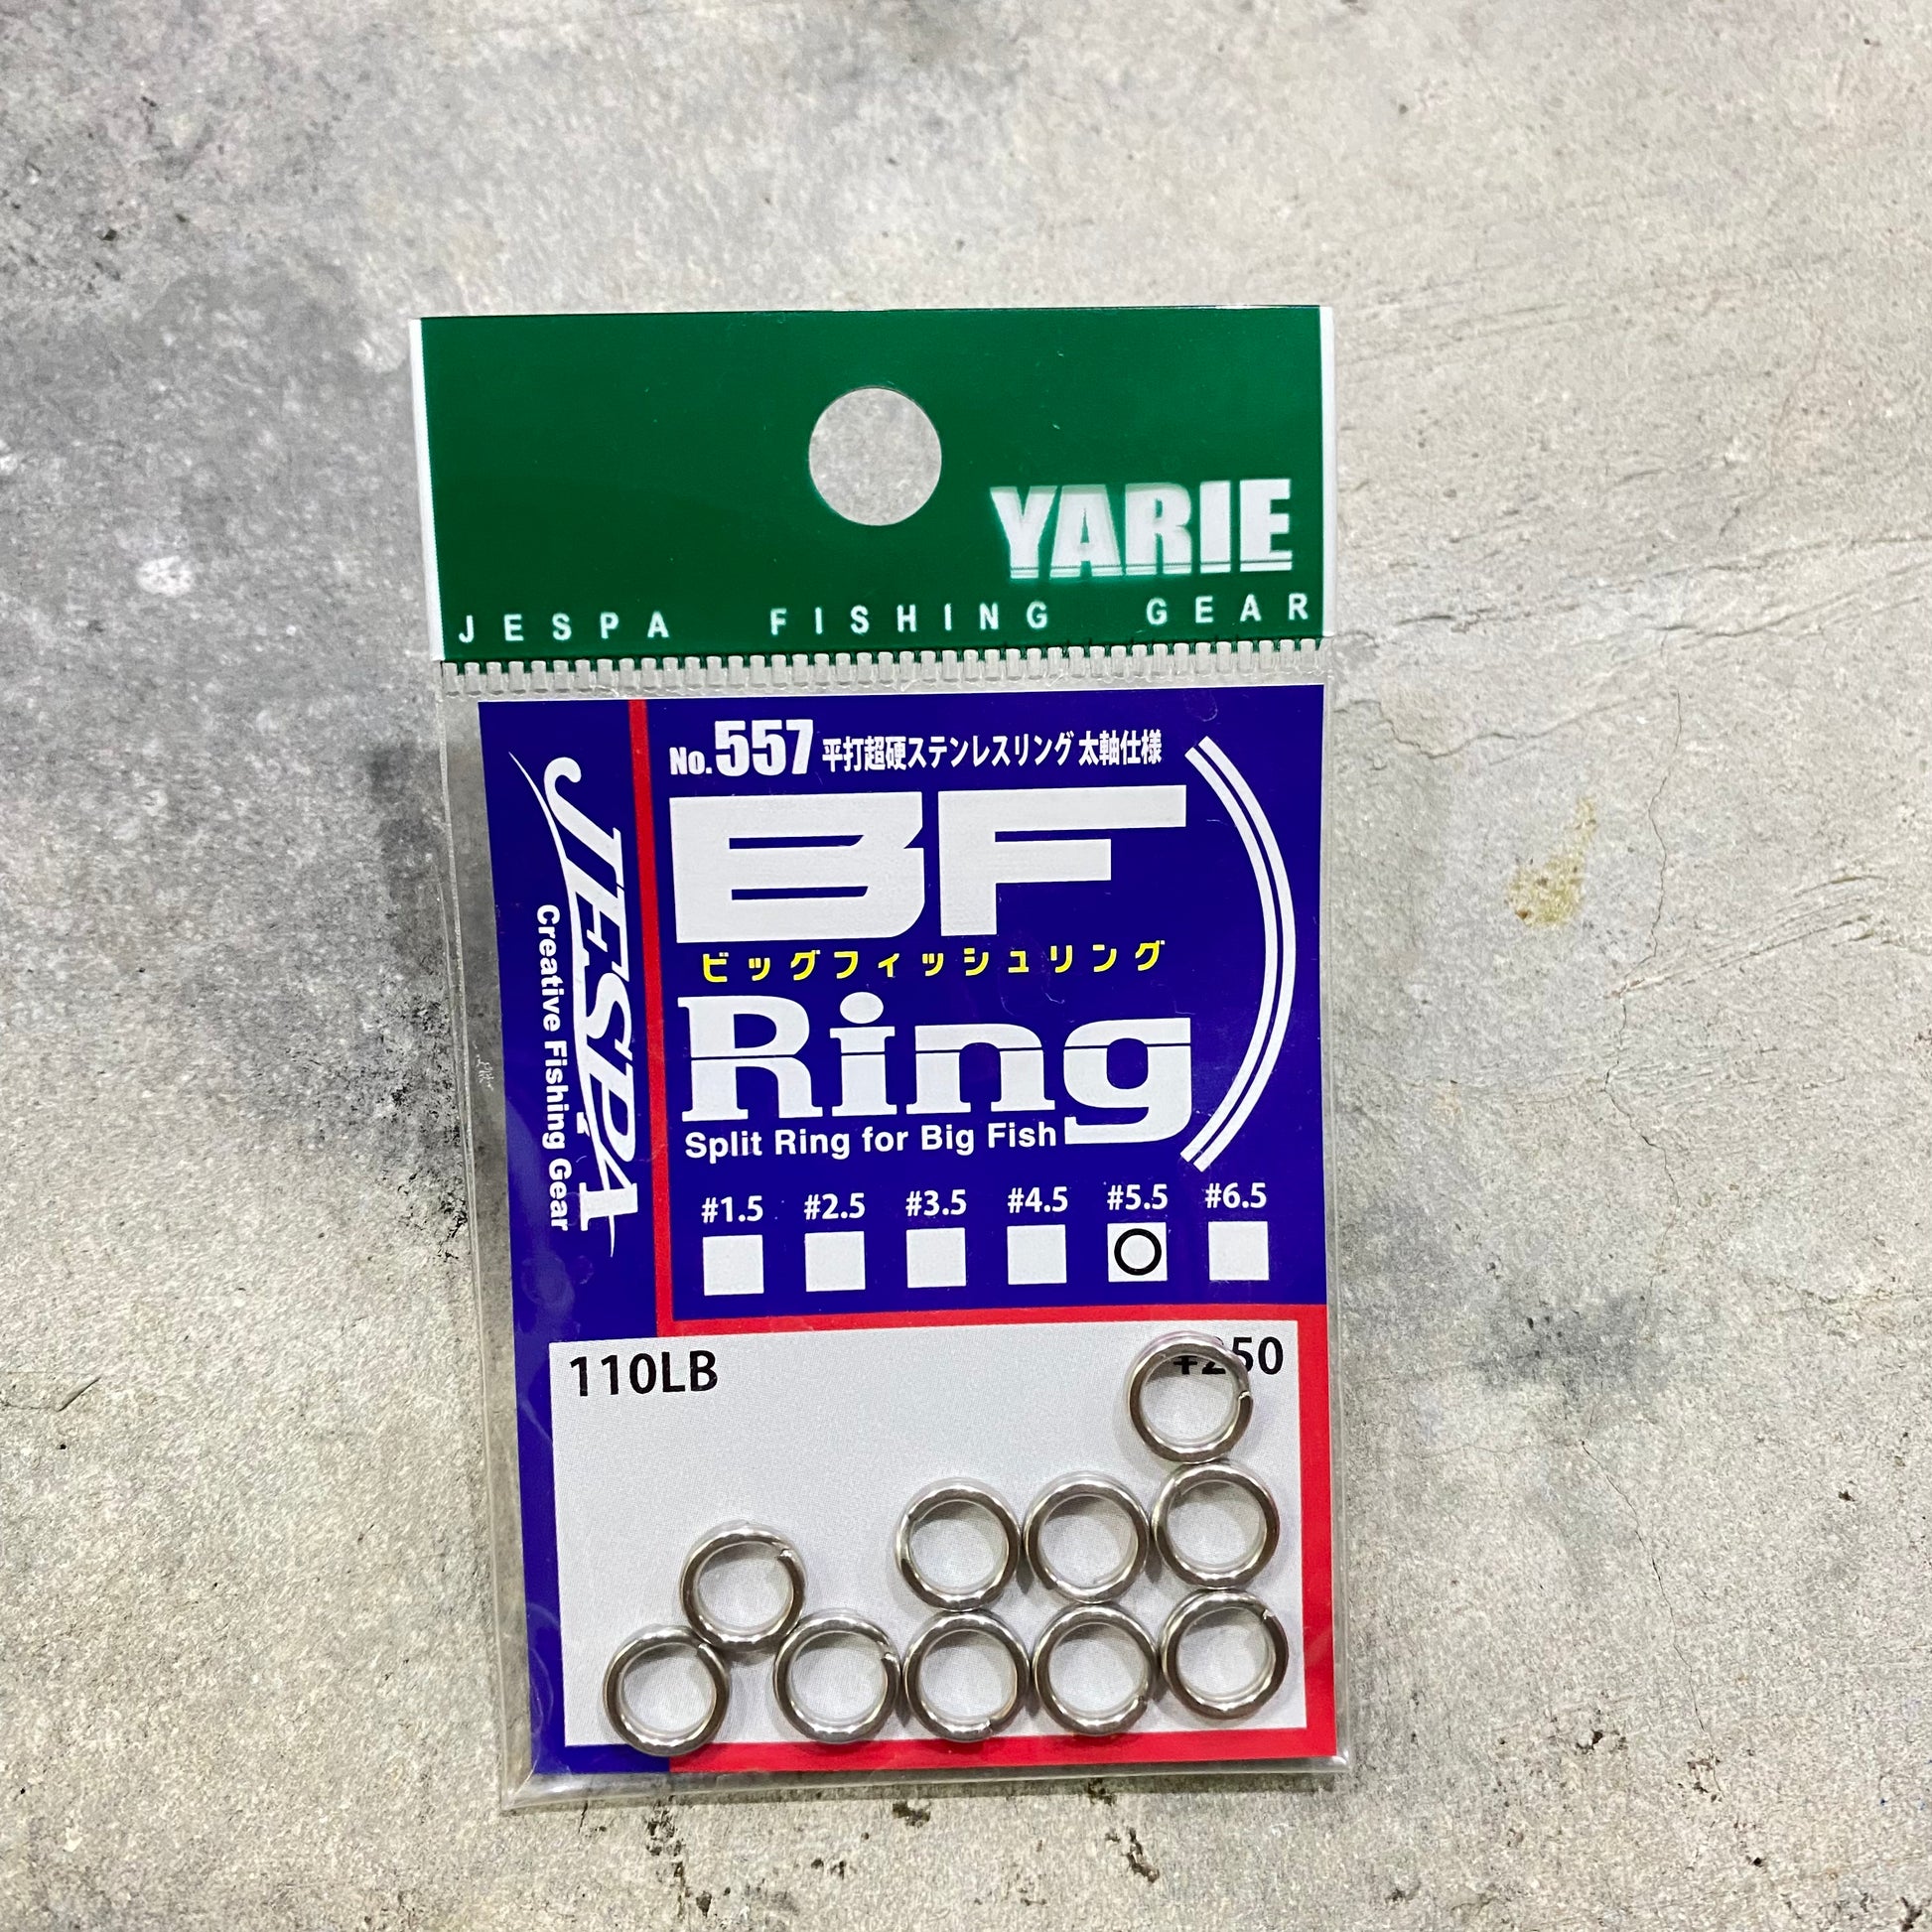 YARIE
JESPA FISHING GEAR
No.557 平打超硬ステンレスリング 太軸仕様
BF
ビッグフィッシュリング
Ring
Split Ring for Big Fish
JESPA
Creative Fishing Gear
#1.5 #2.5 #3.5 #4.5 #5.5 #6.5
110LB ¥250